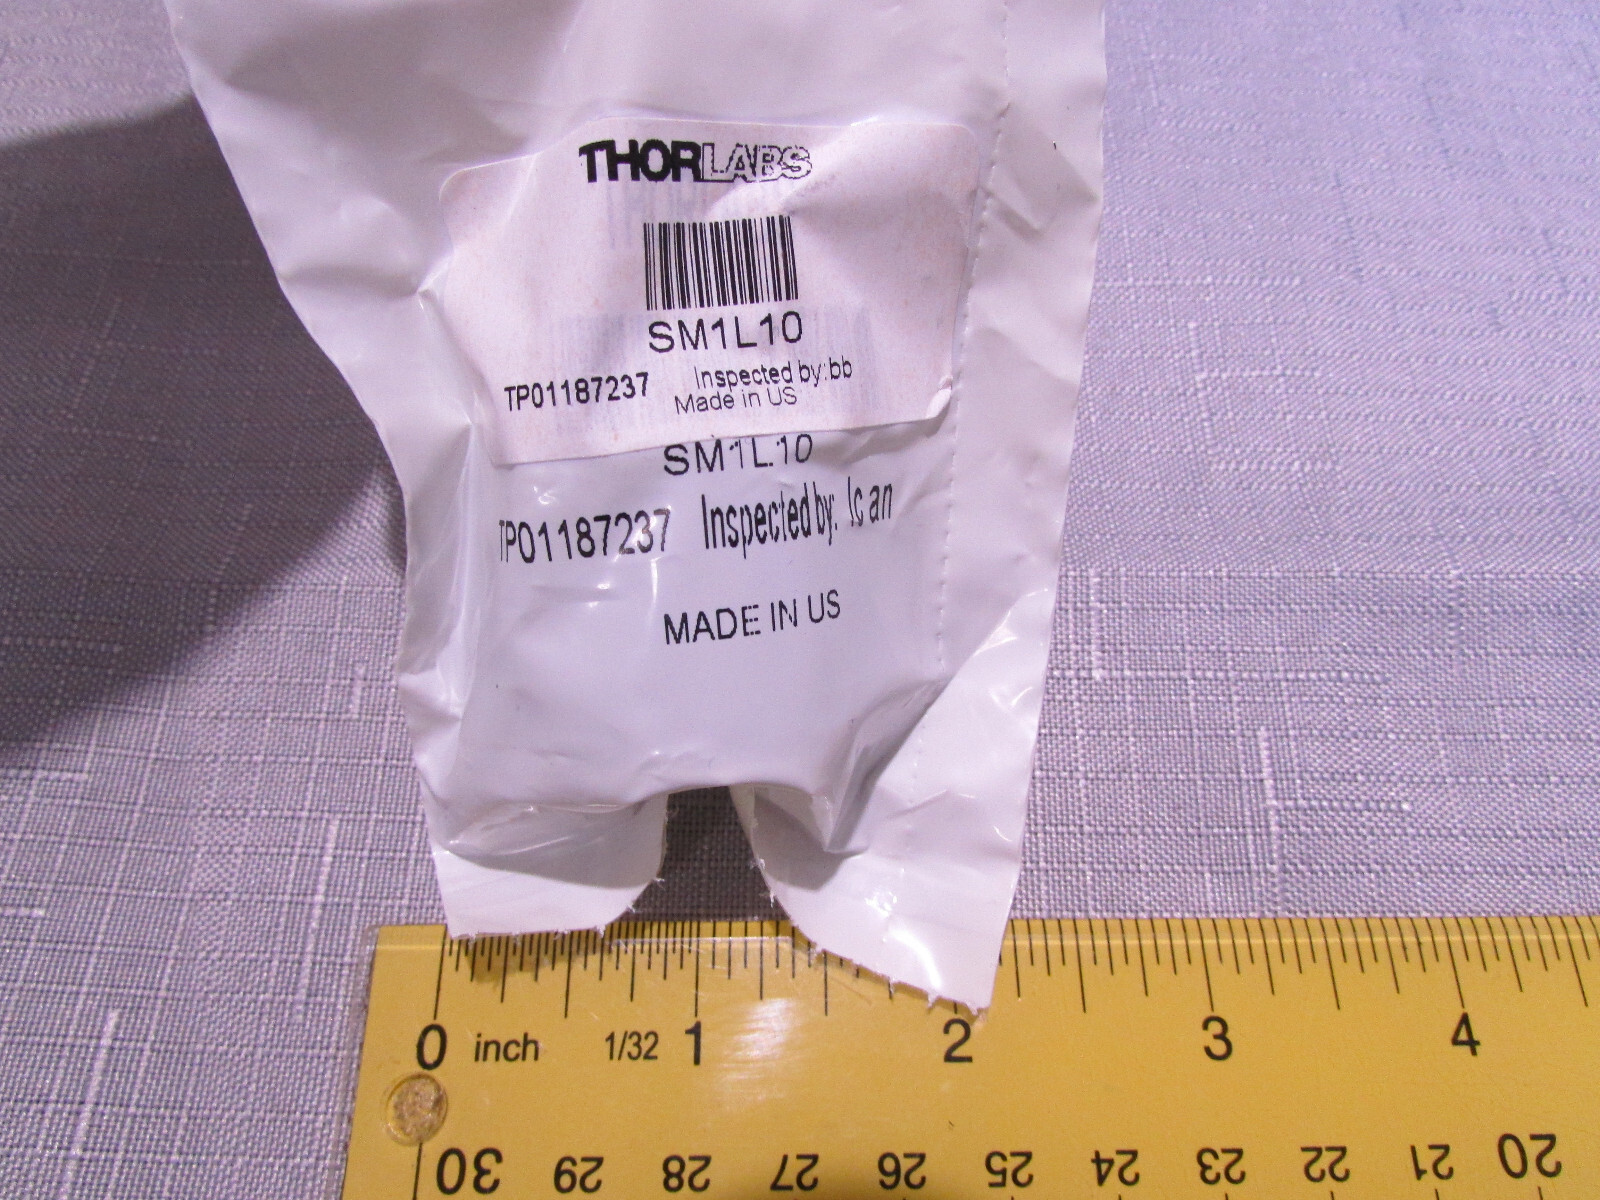 THORLABS
SM1L10
TP01187237 Inspected by:bb
Made in US
SM1L10
TP01187237 Inspected by: lc an
MADE IN US
0 inch 1/32 1 2 3 4
30 29 28 27 26 25 24 23 22 21 20